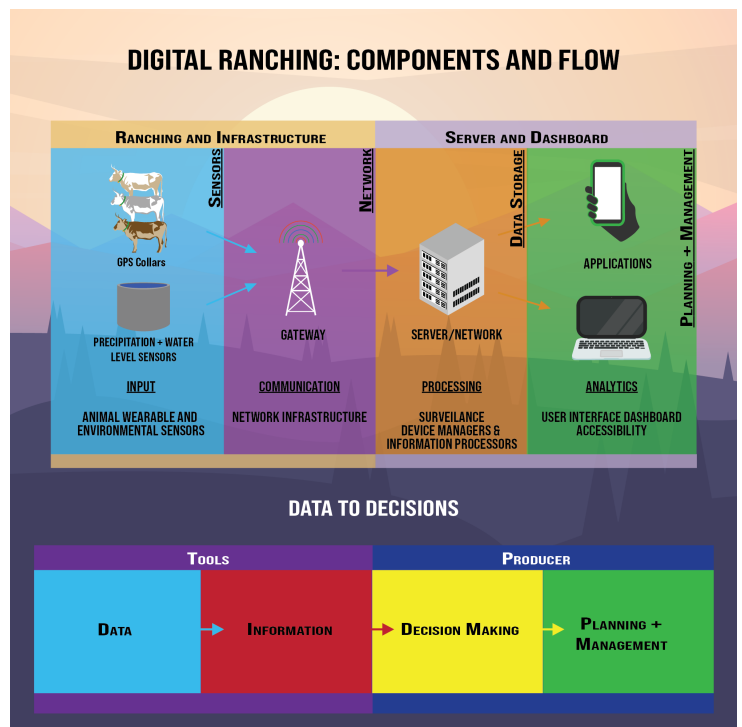 DIGITAL RANCHING: COMPONENTS AND FLOW
RANCHING AND INFRASTRUCTURE
SERVER AND DASHBOARD
SENSORS
GPS Collars
PRECIPITATION + WATER
LEVEL SENSORS
INPUT
ANIMAL WEARABLE AND
ENVIRONMENTAL SENSORS
NETWORK
GATEWAY
COMMUNICATION
NETWORK INFRASTRUCTURE
DATA STORAGE
SERVER/NETWORK
PROCESSING
SURVEILANCE
DEVICE MANAGERS &
INFORMATION PROCESSORS
PLANNING + MANAGEMENT
APPLICATIONS
ANALYTICS
USER INTERFACE DASHBOARD
ACCESSIBILITY
DATA TO DECISIONS
TOOLS
PRODUCER
DATA
INFORMATION
DECISION MAKING
PLANNING +
MANAGEMENT